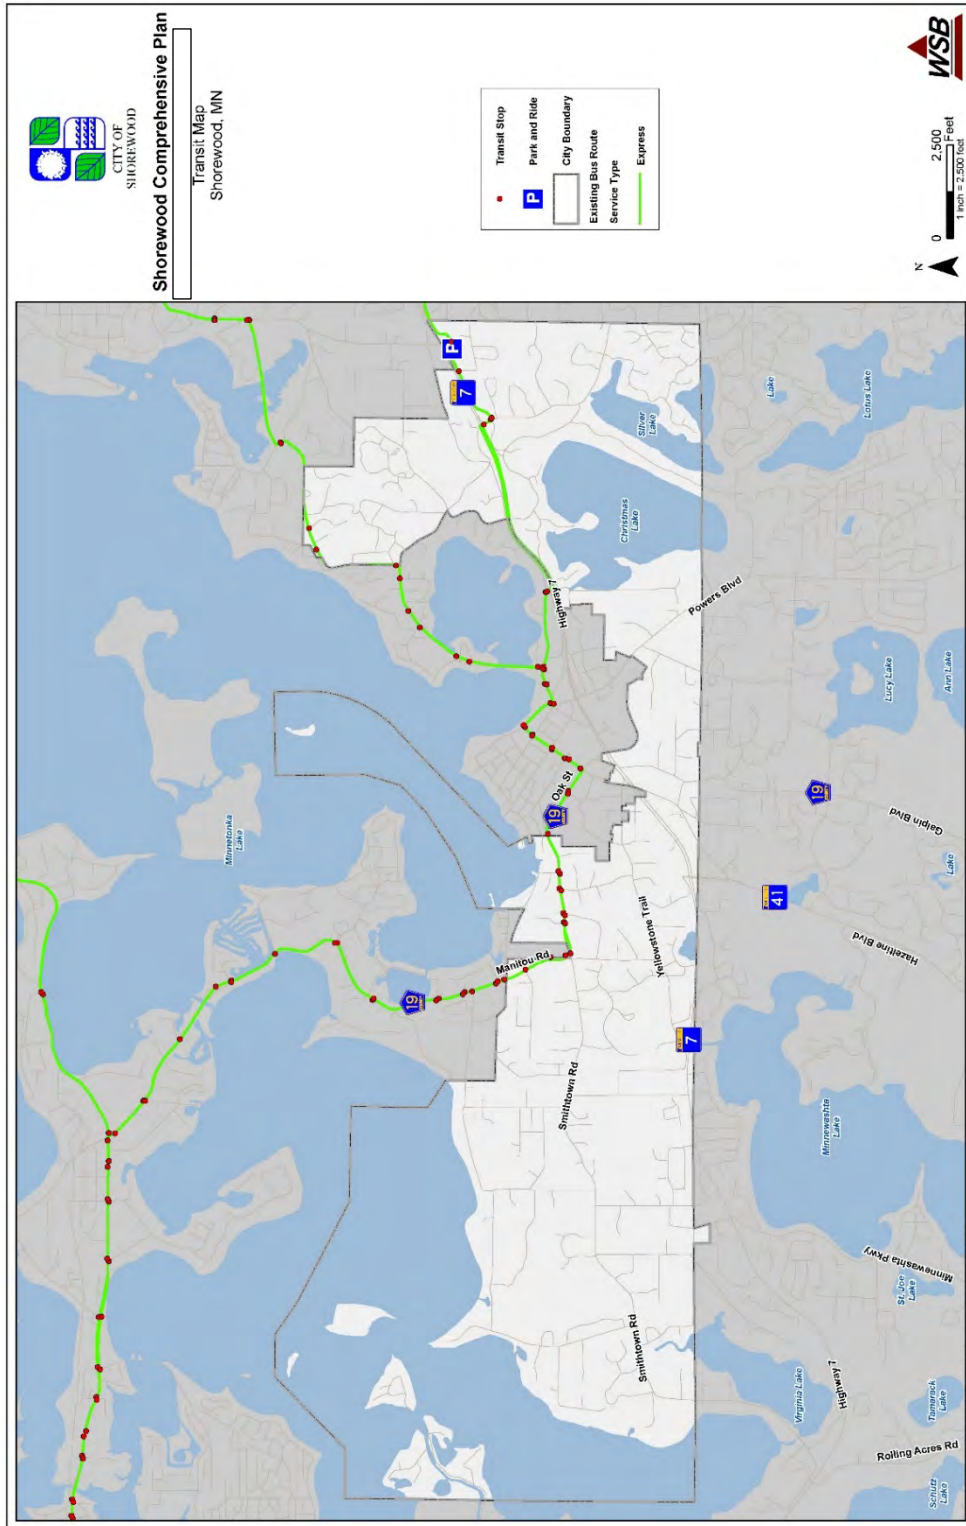 CITY OF
SHOREWOOD
Shorewood Comprehensive Plan
Transit Map
Shorewood, MN
Transit Stop
P
Park and Ride
City Boundary
Existing Bus Route
Service Type
Express
N
0
2,500
Feet
1 inch = 2,500 feet
WSB
Minnetonka
Lake
19
Manitou Rd
Oak St
19
Highway 7
7
P
Christmas
Lake
Silver
Lake
Lake
Lotus Lake
Powers Blvd
Lucy Lake
Ann Lake
19
Galpin Blvd
Lake
41
Hazeltine Blvd
Yellowstone Trail
7
Smithtown Rd
Smithtown Rd
Minnewashta
Lake
Minnewashta Pkwy
St. Joe
Lake
Virginia Lake
Highway 7
Tamarack
Lake
Rolling Acres Rd
Schutz
Lake